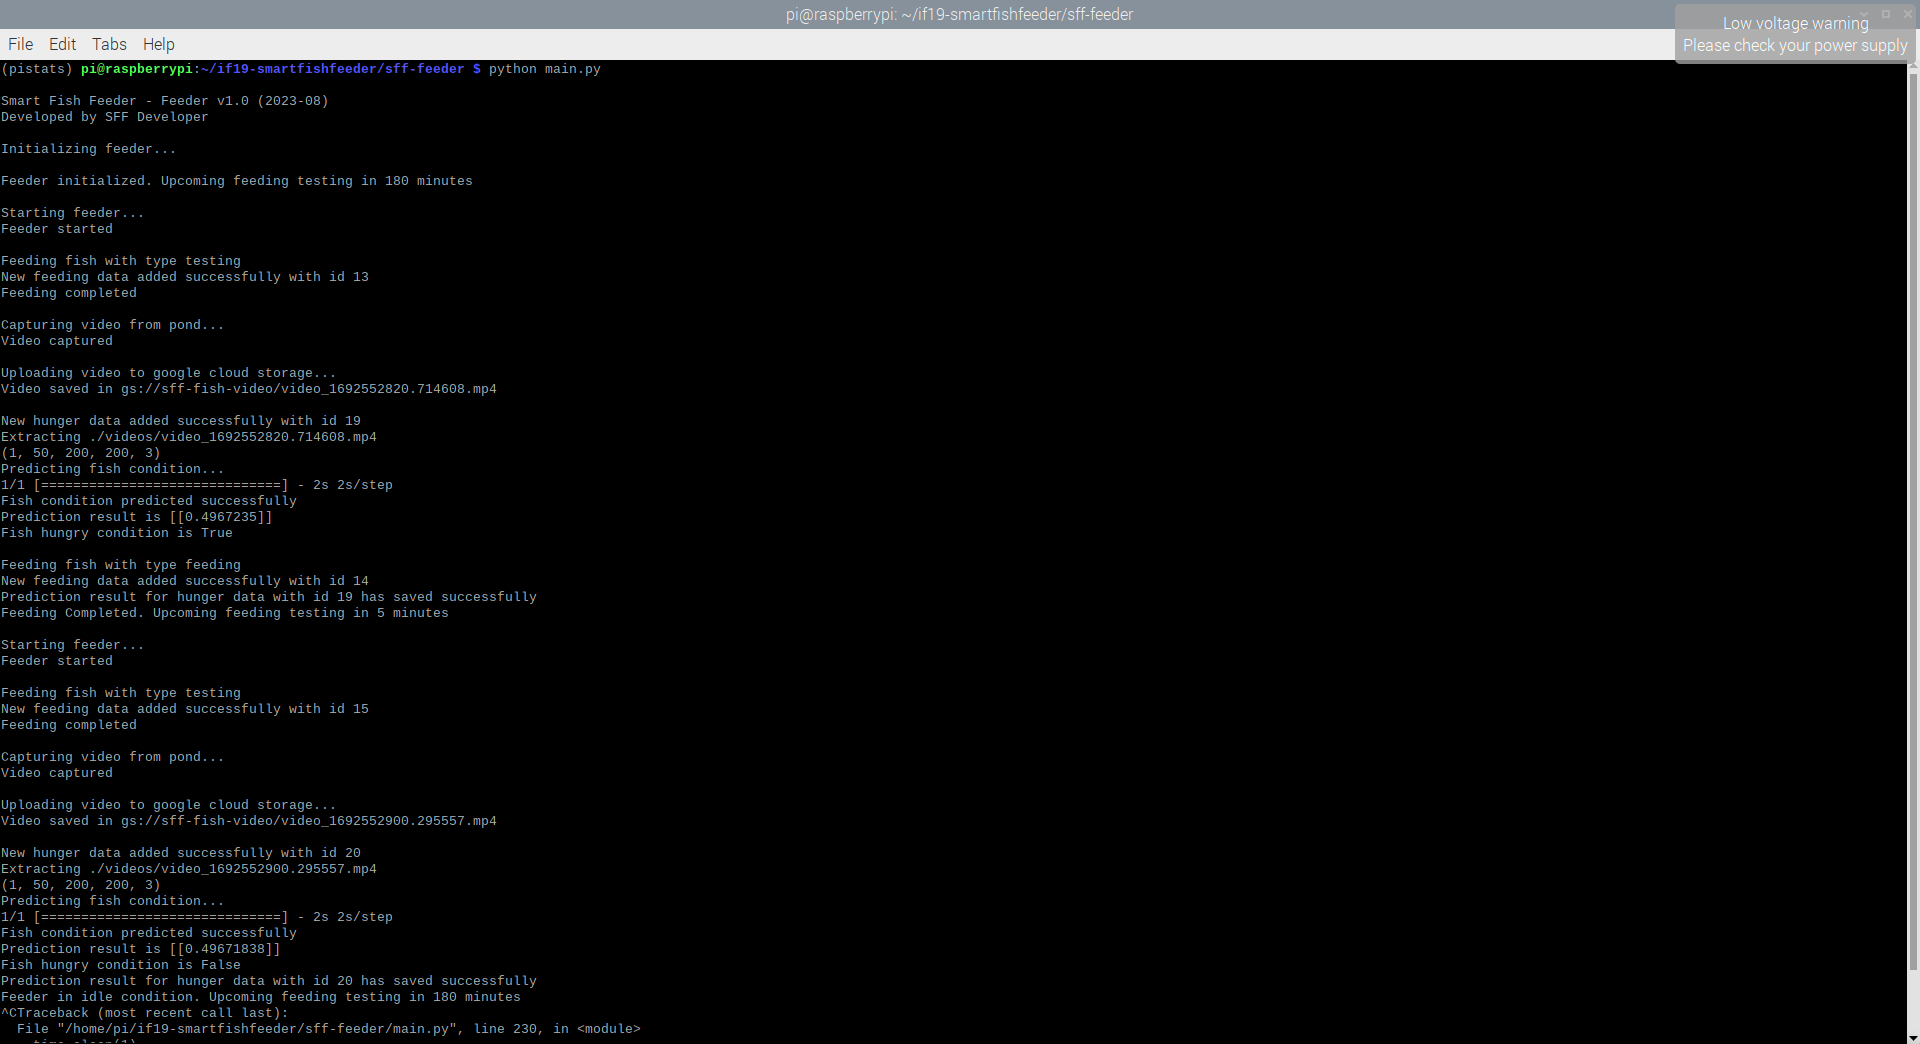 pi@raspberrypi: ~/if19-smartfishfeeder/sff-feeder
Low voltage warning
Please check your power supply
File Edit Tabs Help
(pistats) pi@raspberrypi:~/if19-smartfishfeeder/sff-feeder $ python main.py
Smart Fish Feeder - Feeder v1.0 (2023-08)
Developed by SFF Developer
Initializing feeder...
Feeder initialized. Upcoming feeding testing in 180 minutes
Starting feeder...
Feeder started
Feeding fish with type testing
New feeding data added successfully with id 13
Feeding completed
Capturing video from pond...
Video captured
Uploading video to google cloud storage...
Video saved in gs://sff-fish-video/video_1692552820.714608.mp4
New hunger data added successfully with id 19
Extracting ./videos/video_1692552820.714608.mp4
(1, 50, 200, 200, 3)
Predicting fish condition...
1/1 [==============================] - 2s 2s/step
Fish condition predicted successfully
Prediction result is [[0.4967235]]
Fish hungry condition is True
Feeding fish with type feeding
New feeding data added successfully with id 14
Prediction result for hunger data with id 19 has saved successfully
Feeding Completed. Upcoming feeding testing in 5 minutes
Starting feeder...
Feeder started
Feeding fish with type testing
New feeding data added successfully with id 15
Feeding completed
Capturing video from pond...
Video captured
Uploading video to google cloud storage...
Video saved in gs://sff-fish-video/video_1692552900.295557.mp4
New hunger data added successfully with id 20
Extracting ./videos/video_1692552900.295557.mp4
(1, 50, 200, 200, 3)
Predicting fish condition...
1/1 [==============================] - 2s 2s/step
Fish condition predicted successfully
Prediction result is [[0.49671838]]
Fish hungry condition is False
Prediction result for hunger data with id 20 has saved successfully
Feeder in idle condition. Upcoming feeding testing in 180 minutes
^CTraceback (most recent call last):
  File "/home/pi/if19-smartfishfeeder/sff-feeder/main.py", line 230, in <module>